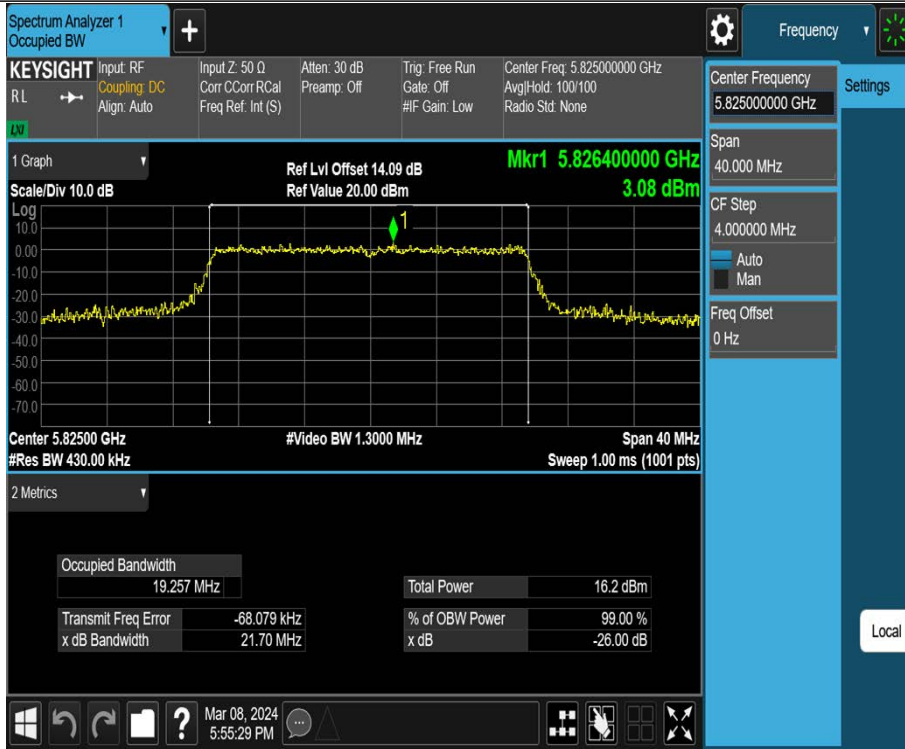 Spectrum Analyzer 1
Occupied BW
+
Frequency
KEYSIGHT
R L
LXI
Input: RF
Coupling: DC
Align: Auto
Input Z: 50 Ω
Corr CCorr RCal
Freq Ref: Int (S)
Atten: 30 dB
Preamp: Off
Trig: Free Run
Gate: Off
#IF Gain: Low
Center Freq: 5.825000000 GHz
Avg|Hold: 100/100
Radio Std: None
Center Frequency
5.825000000 GHz
Settings
Span
40.000 MHz
CF Step
4.000000 MHz
Auto
Man
Freq Offset
0 Hz
Local
1 Graph
Scale/Div 10.0 dB
Ref Lvl Offset 14.09 dB
Ref Value 20.00 dBm
Mkr1 5.826400000 GHz
3.08 dBm
Log
1
10.0
0.00
-10.0
-20.0
-30.0
-40.0
-50.0
-60.0
-70.0
Center 5.82500 GHz
#Video BW 1.3000 MHz
Span 40 MHz
#Res BW 430.00 kHz
Sweep 1.00 ms (1001 pts)
2 Metrics
Occupied Bandwidth
19.257 MHz
Total Power 16.2 dBm
Transmit Freq Error -68.079 kHz
% of OBW Power 99.00 %
x dB Bandwidth 21.70 MHz
x dB -26.00 dB
?
Mar 08, 2024
5:55:29 PM